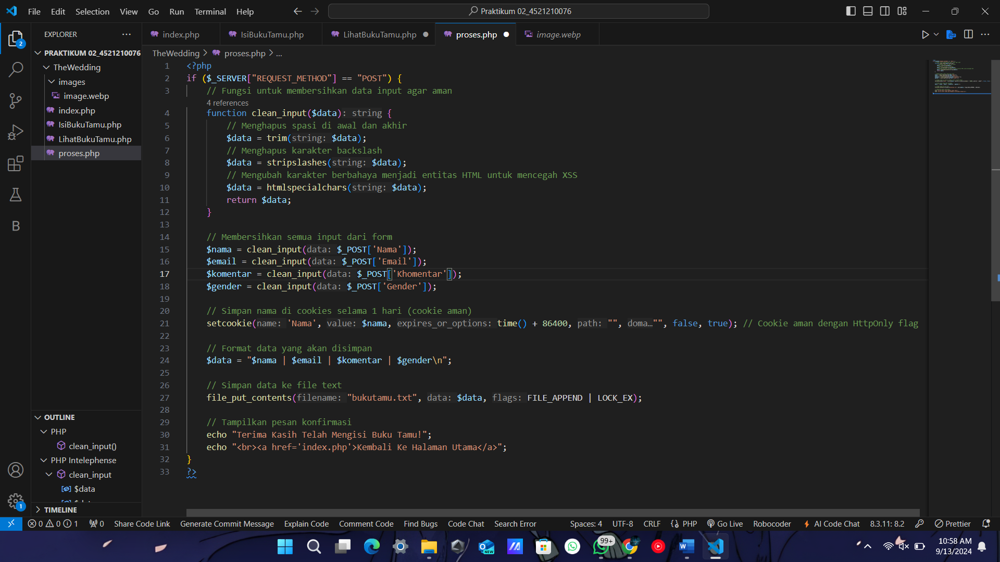 File Edit Selection View Go Run Terminal Help
Praktikum 02_4521210076
EXPLORER
index.php
IsiBukuTamu.php
LihatBukuTamu.php
proses.php
image.webp
PRAKTIKUM 02_4521210076
TheWedding
images
image.webp
index.php
IsiBukuTamu.php
LihatBukuTamu.php
proses.php
TheWedding > proses.php > ...
1 <?php
2 if ($_SERVER["REQUEST_METHOD"] == "POST") {
3 // Fungsi untuk membersihkan data input agar aman
4 references
4 function clean_input($data): string {
5 // Menghapus spasi di awal dan akhir
6 $data = trim(string: $data);
7 // Menghapus karakter backslash
8 $data = stripslashes(string: $data);
9 // Mengubah karakter berbahaya menjadi entitas HTML untuk mencegah XSS
10 $data = htmlspecialchars(string: $data);
11 return $data;
12 }
13
14 // Membersihkan semua input dari form
15 $nama = clean_input(data: $_POST['Nama']);
16 $email = clean_input(data: $_POST['Email']);
17 $komentar = clean_input(data: $_POST['Khomentar']);
18 $gender = clean_input(data: $_POST['Gender']);
19
20 // Simpan nama di cookies selama 1 hari (cookie aman)
21 setcookie(name: 'Nama', value: $nama, expires_or_options: time() + 86400, path: "", doma…"", false, true); // Cookie aman dengan HttpOnly flag
22
23 // Format data yang akan disimpan
24 $data = "$nama | $email | $komentar | $gender\n";
25
26 // Simpan data ke file text
27 file_put_contents(filename: "bukutamu.txt", data: $data, flags: FILE_APPEND | LOCK_EX);
28
29 // Tampilkan pesan konfirmasi
30 echo "Terima Kasih Telah Mengisi Buku Tamu!";
31 echo "<br><a href='index.php'>Kembali Ke Halaman Utama</a>";
32 }
33 ?>
OUTLINE
PHP
clean_input()
PHP Intelephense
clean_input
$data
TIMELINE
2
B
1
0 0 1 0 Share Code Link Generate Commit Message Explain Code Comment Code Find Bugs Code Chat Search Error
Spaces: 4 UTF-8 CRLF PHP Go Live Robocoder AI Code Chat 8.3.11: 8.2 Prettier
NEW
99+
10:58 AM
9/13/2024